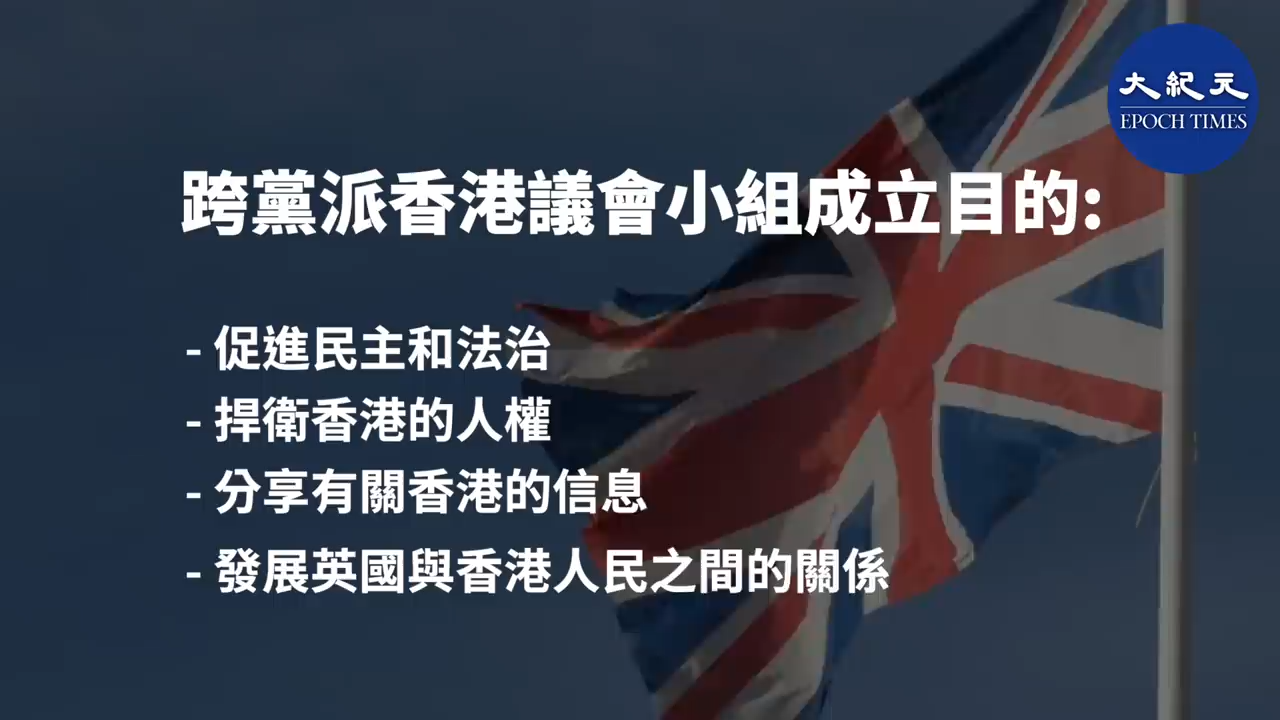 大紀元
EPOCH TIMES
跨黨派香港議會小組成立目的:
- 促進民主和法治
- 捍衛香港的人權
- 分享有關香港的信息
- 發展英國與香港人民之間的關係